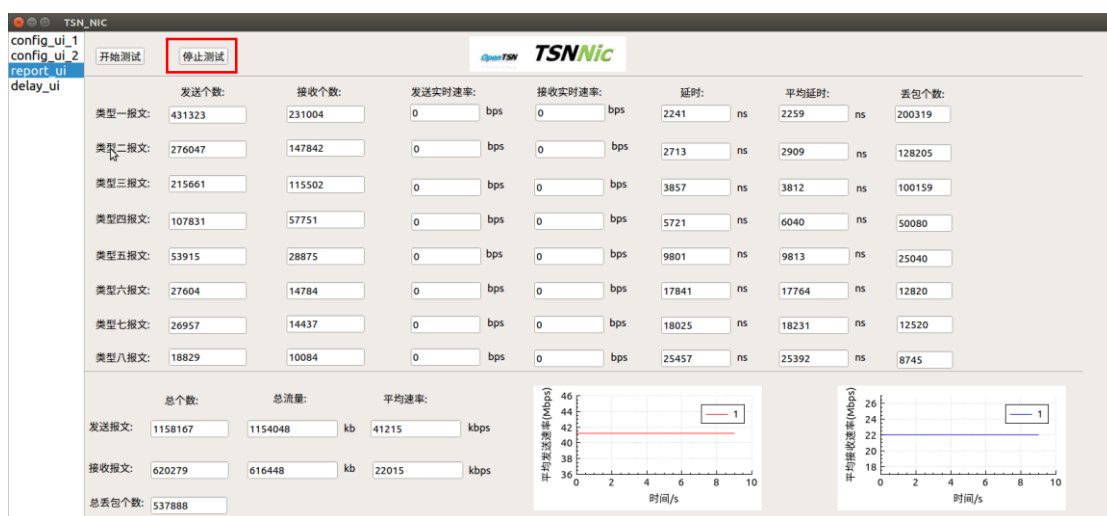 TSN_NIC
config_ui_1
config_ui_2
report_ui
delay_ui
开始测试 停止测试 OpenTSN TSNNic
发送个数: 接收个数: 发送实时速率: 接收实时速率: 延时: 平均延时: 丢包个数:
类型一报文: 431323 231004 0 bps 0 bps 2241 ns 2259 ns 200319
类型二报文: 276047 147842 0 bps 0 bps 2713 ns 2909 ns 128205
类型三报文: 215661 115502 0 bps 0 bps 3857 ns 3812 ns 100159
类型四报文: 107831 57751 0 bps 0 bps 5721 ns 6040 ns 50080
类型五报文: 53915 28875 0 bps 0 bps 9801 ns 9813 ns 25040
类型六报文: 27604 14784 0 bps 0 bps 17841 ns 17764 ns 12820
类型七报文: 26957 14437 0 bps 0 bps 18025 ns 18231 ns 12520
类型八报文: 18829 10084 0 bps 0 bps 25457 ns 25392 ns 8745
总个数: 总流量: 平均速率:
发送报文: 1158167 1154048 kb 41215 kbps
接收报文: 620279 616448 kb 22015 kbps
总丢包个数: 537888
平均发送速率(Mbps)
46
44
42
40
38
36
1
0 2 4 6 8 10
时间/s
平均接收速率(Mbps)
26
24
22
20
18
1
0 2 4 6 8 10
时间/s